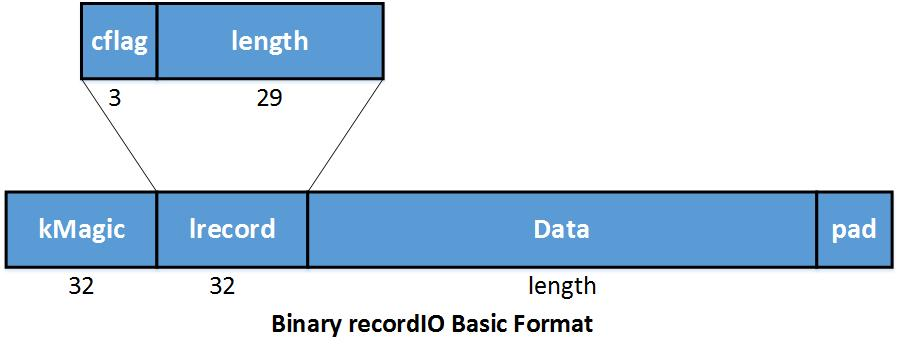 cflag length
3 29
kMagic lrecord Data pad
32 32 length
Binary recordIO Basic Format